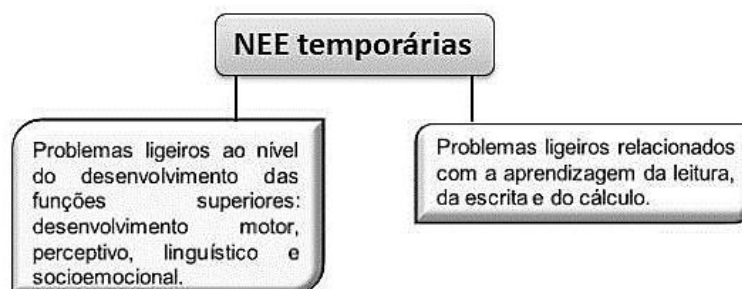 NEE temporárias
Problemas ligeiros ao nível
do desenvolvimento das
funções superiores:
desenvolvimento motor,
perceptivo, linguístico e
socioemocional.
Problemas ligeiros relacionados
com a aprendizagem da leitura,
da escrita e do cálculo.